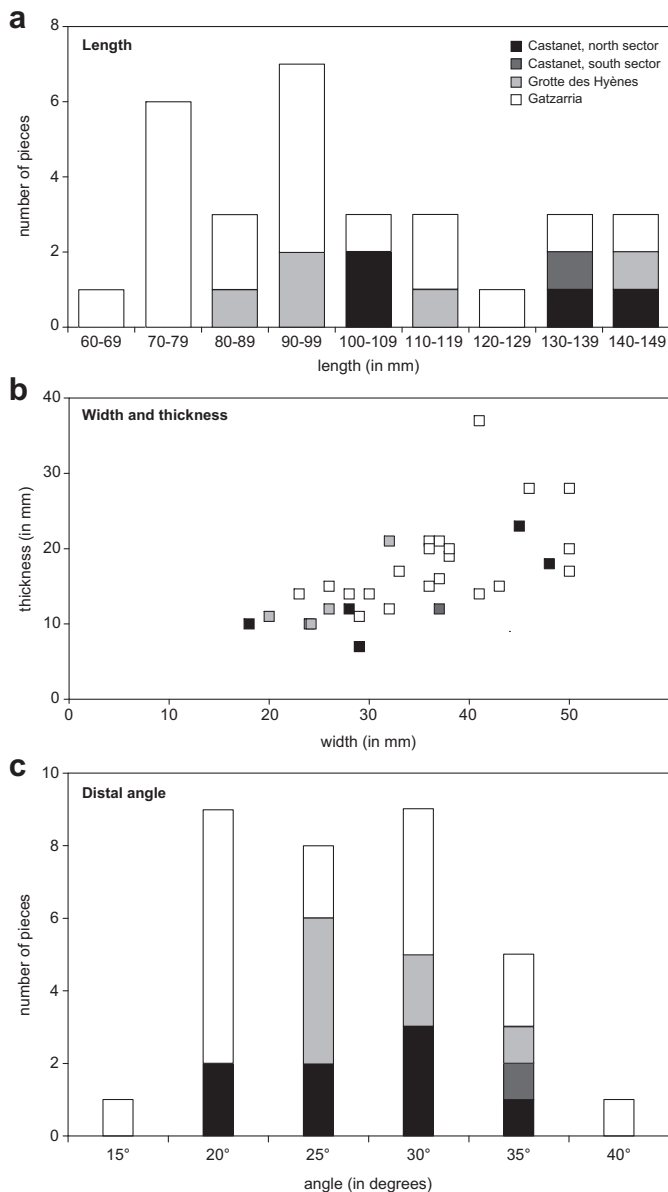 a
Length
Castanet, north sector
Castanet, south sector
Grotte des Hyènes
Gatzarria
number of pieces
8
6
4
2
0
60-69 70-79 80-89 90-99 100-109 110-119 120-129 130-139 140-149
length (in mm)
b
Width and thickness
thickness (in mm)
40
30
20
10
0
0 10 20 30 40 50
width (in mm)
c
Distal angle
number of pieces
10
8
6
4
2
0
15° 20° 25° 30° 35° 40°
angle (in degrees)